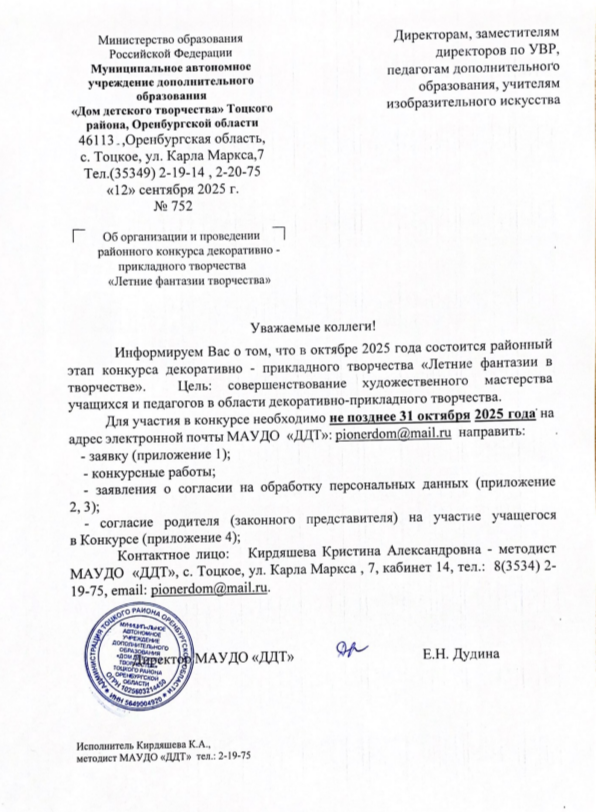 Министерство образования
Российской Федерации
Муниципальное автономное
учреждение дополнительного
образования
«Дом детского творчества» Тоцкого
района, Оренбургской области
46113 ,Оренбургская область,
с. Тоцкое, ул. Карла Маркса,7
Тел.(35349) 2-19-14 , 2-20-75
«12» сентября 2025 г.
№ 752
Директорам, заместителям
директоров по УВР,
педагогам дополнительного
образования, учителям
изобразительного искусства
Об организации и проведении
районного конкурса декоративно -
прикладного творчества
«Летние фантазии творчества»
Уважаемые коллеги!
Информируем Вас о том, что в октябре 2025 года состоится районный
этап конкурса декоративно - прикладного творчества «Летние фантазии в
творчестве». Цель: совершенствование художественного мастерства
учащихся и педагогов в области декоративно-прикладного творчества.
Для участия в конкурсе необходимо не позднее 31 октября 2025 года на
адрес электронной почты МАУДО «ДДТ»: pionerdom@mail.ru направить:
- заявку (приложение 1);
- конкурсные работы;
- заявления о согласии на обработку персональных данных (приложение
2, 3);
- согласие родителя (законного представителя) на участие учащегося
в Конкурсе (приложение 4);
Контактное лицо: Кирдяшева Кристина Александровна - методист
МАУДО «ДДТ», с. Тоцкое, ул. Карла Маркса , 7, кабинет 14, тел.: 8(3534) 2-
19-75, email: pionerdom@mail.ru.
Директор МАУДО «ДДТ»
Е.Н. Дудина
АДМИНИСТРАЦИЯ ТОЦКОГО РАЙОНА ОРЕНБУРГСКОЙ ОБЛАСТИ
МУНИЦИПАЛЬНОЕ
АВТОНОМНОЕ
УЧРЕЖДЕНИЕ
ДОПОЛНИТЕЛЬНОГО
ОБРАЗОВАНИЯ
«ДОМ ДЕТСКОГО
ТВОРЧЕСТВА»
ТОЦКОГО РАЙОНА
ОРЕНБУРГСКОЙ
ОБЛАСТИ
Исполнитель Кирдяшева К.А.,
методист МАУДО «ДДТ» тел.: 2-19-75